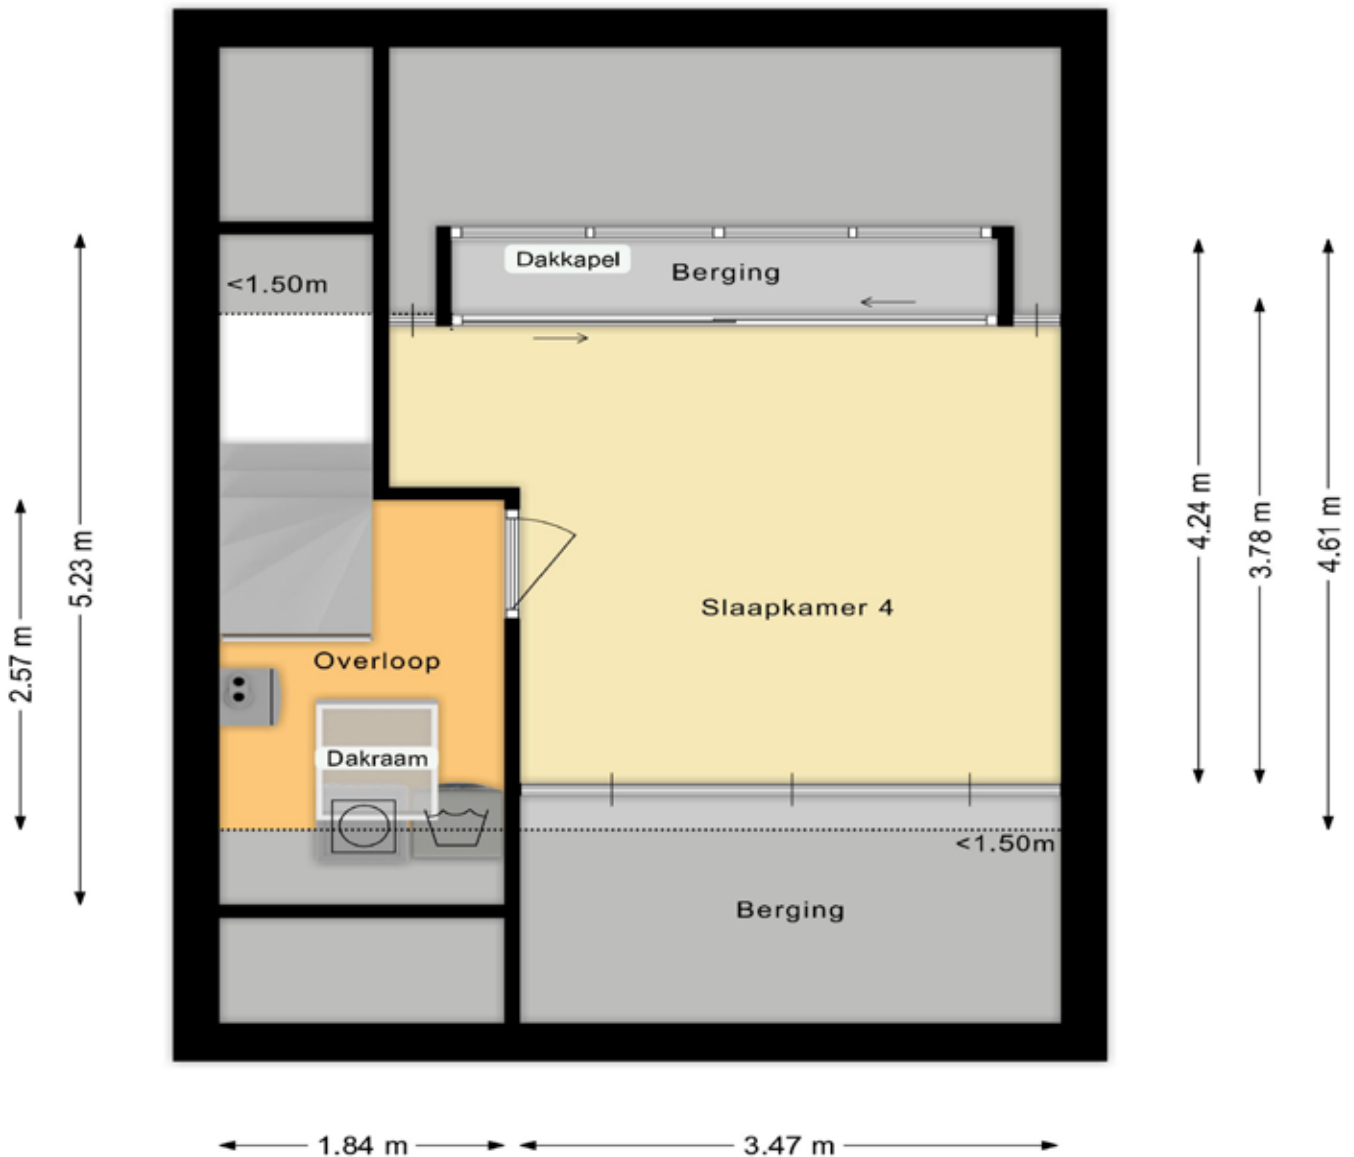 Dakkapel
Berging
<1.50m
Slaapkamer 4
Overloop
Dakraam
<1.50m
Berging
2.57 m
5.23 m
4.24 m
3.78 m
4.61 m
1.84 m
3.47 m